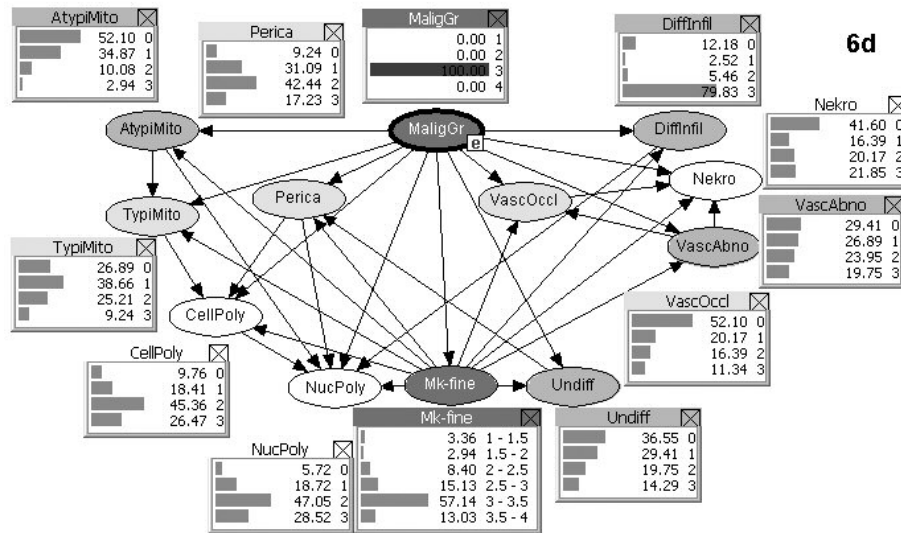 AtypiMito
52.10 0
34.87 1
10.08 2
2.94 3
Perica
9.24 0
31.09 1
42.44 2
17.23 3
MaligGr
0.00 1
0.00 2
100.00 3
0.00 4
DiffInfil
12.18 0
2.52 1
5.46 2
79.83 3
6d
Nekro
41.60 0
16.39 1
20.17 2
21.85 3
AtypiMito
MaligGr
e
DiffInfil
Nekro
TypiMito
Perica
VascOccl
VascAbno
VascAbno
29.41 0
26.89 1
23.95 2
19.75 3
TypiMito
26.89 0
38.66 1
25.21 2
9.24 3
CellPoly
VascOccl
52.10 0
20.17 1
16.39 2
11.34 3
CellPoly
9.76 0
18.41 1
45.36 2
26.47 3
NucPoly
Mk-fine
Undiff
NucPoly
5.72 0
18.72 1
47.05 2
28.52 3
Mk-fine
3.36 1 - 1.5
2.94 1.5 - 2
8.40 2 - 2.5
15.13 2.5 - 3
57.14 3 - 3.5
13.03 3.5 - 4
Undiff
36.55 0
29.41 1
19.75 2
14.29 3